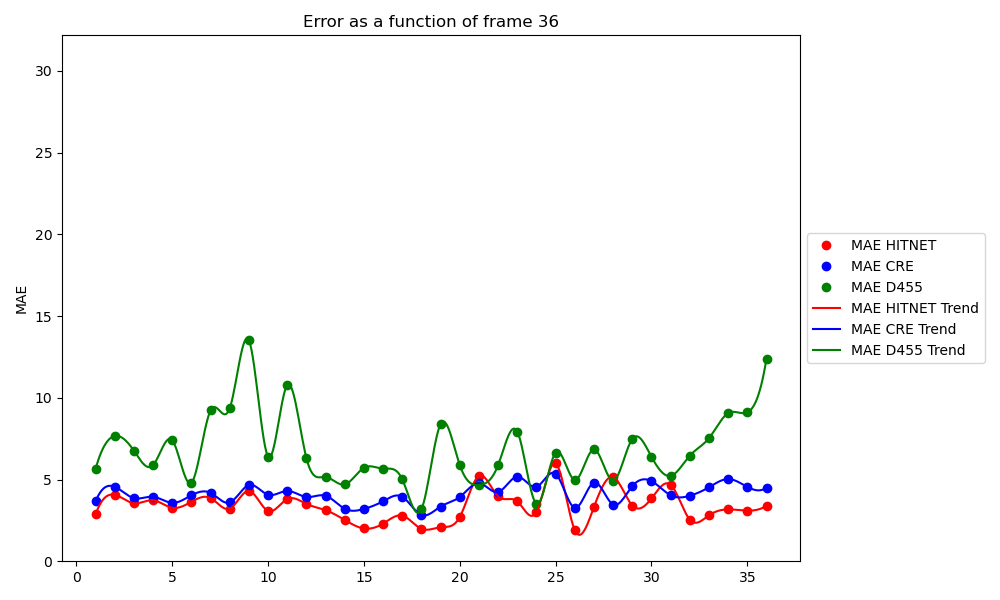 Error as a function of frame 36
MAE
30
25
20
15
10
5
0
0 5 10 15 20 25 30 35
MAE HITNET
MAE CRE
MAE D455
MAE HITNET Trend
MAE CRE Trend
MAE D455 Trend